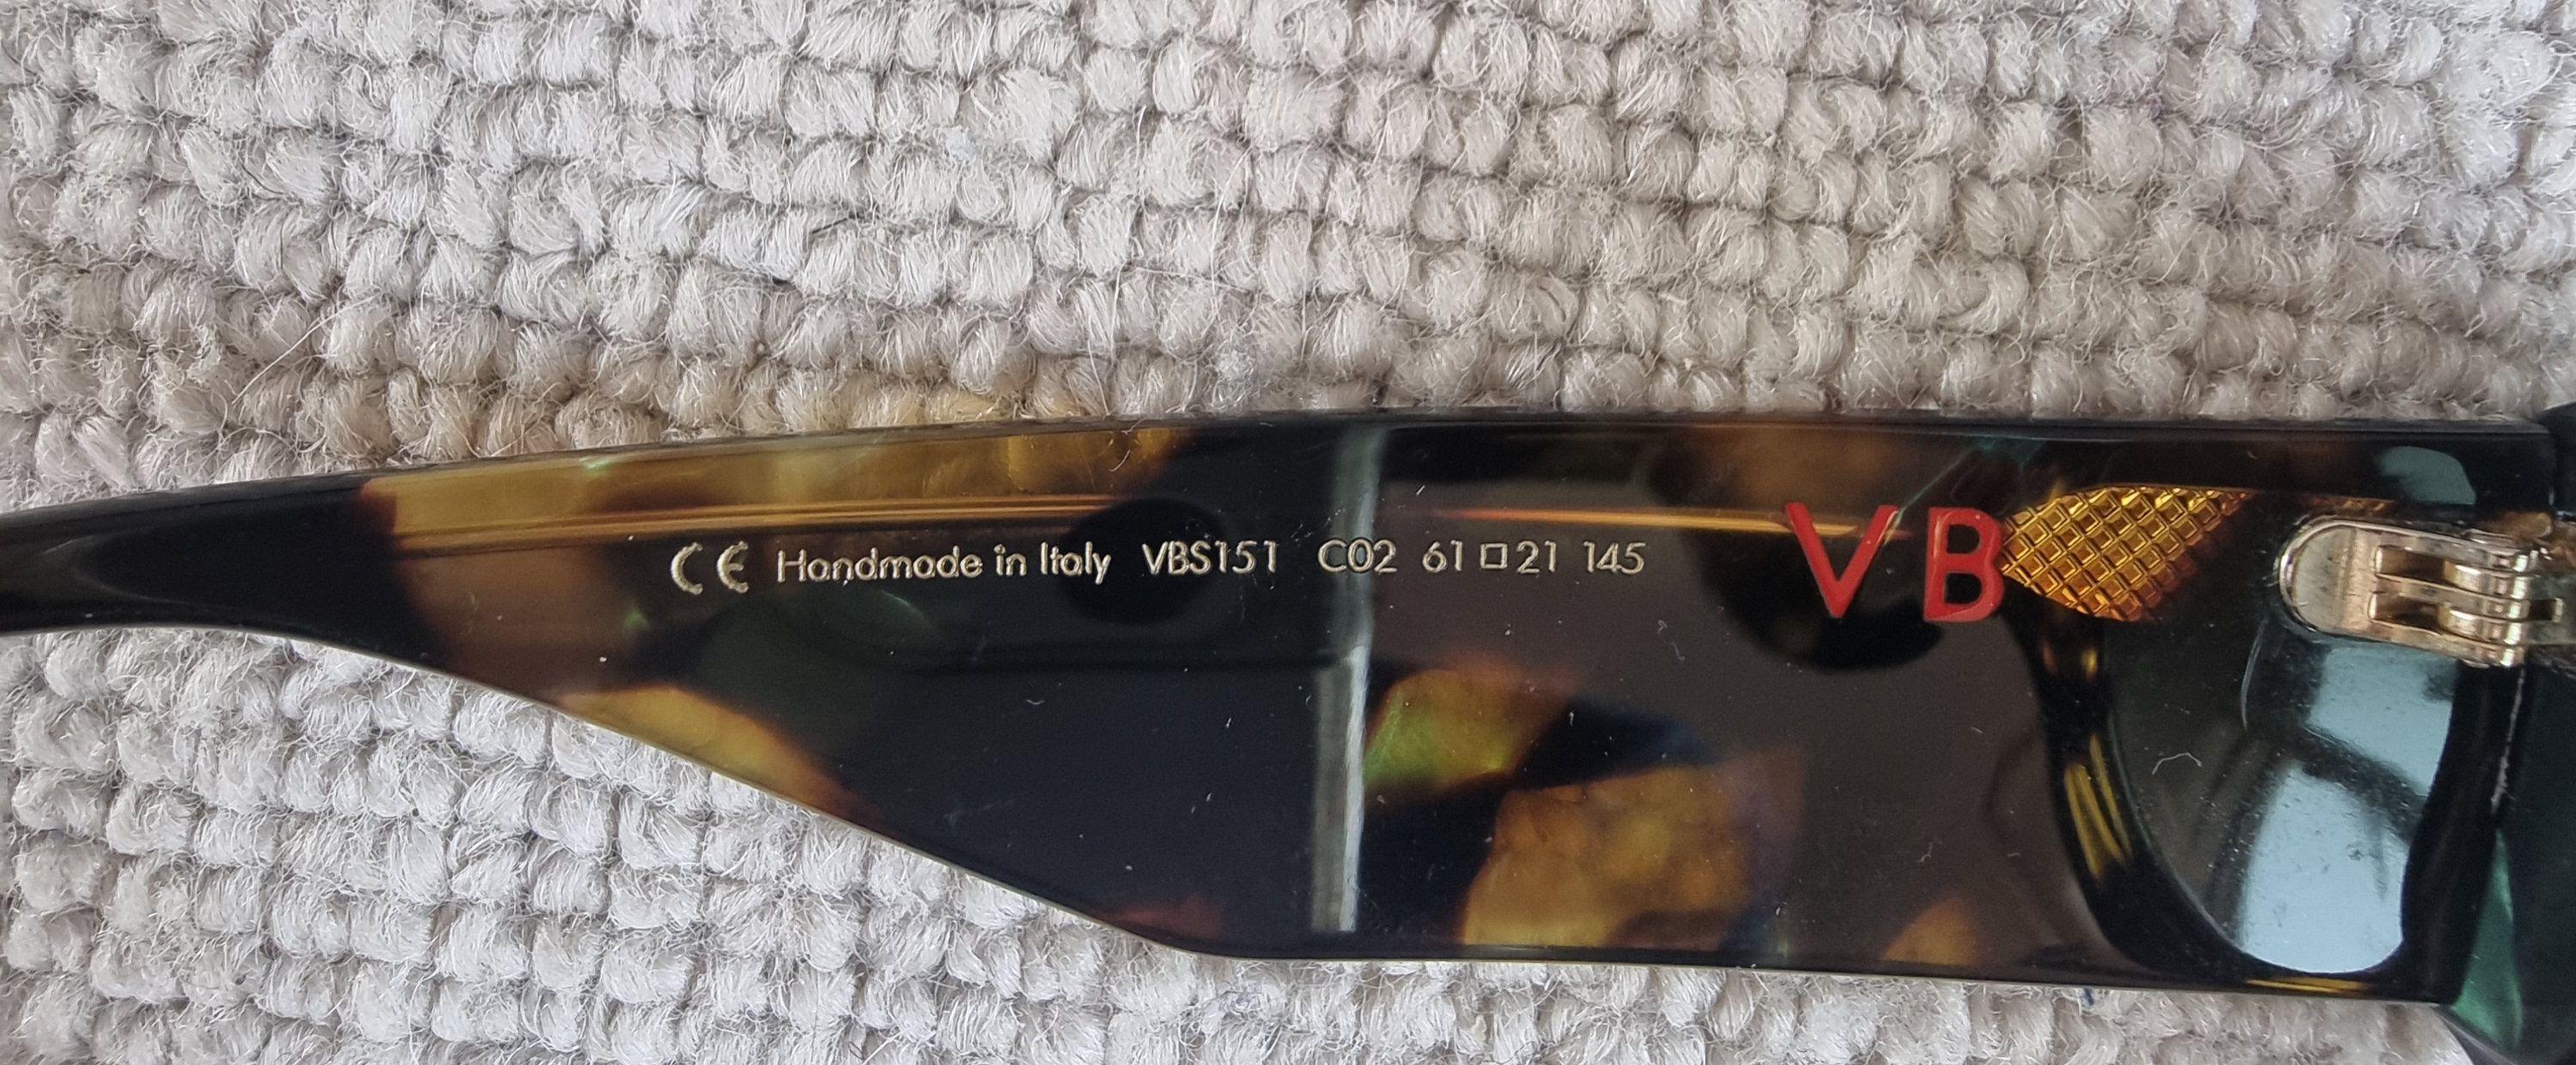 CE Handmade in Italy VBS151 C02 61□21 145 VB